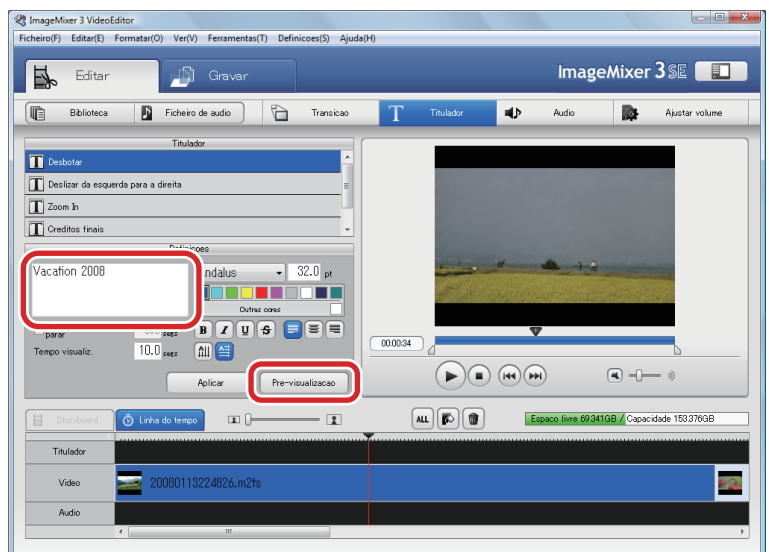 ImageMixer 3 VideoEditor
Ficheiro(F) Editar(E) Formatar(O) Ver(V) Ferramentas(T) Definicoes(S) Ajuda(H)
Editar Gravar ImageMixer 3 SE
Biblioteca Ficheiro de audio Transicao T Titulador Audio Ajustar volume
Titulador
T Desbotar
T Deslizar da esquerda para a direita
T Zoom In
T Creditos finais
Definicoes
Vacation 2008
ndalus 32.0 pt
Outras cores
parar segs B I U S
Tempo visualiz. 10.0 segs
00:00:34
Aplicar Pre-visualizacao
Storyboard Linha do tempo ALL Espaco livre 69.341GB / Capacidade 153.376GB
Titulador
Video 20080113224826.m2ts
Audio